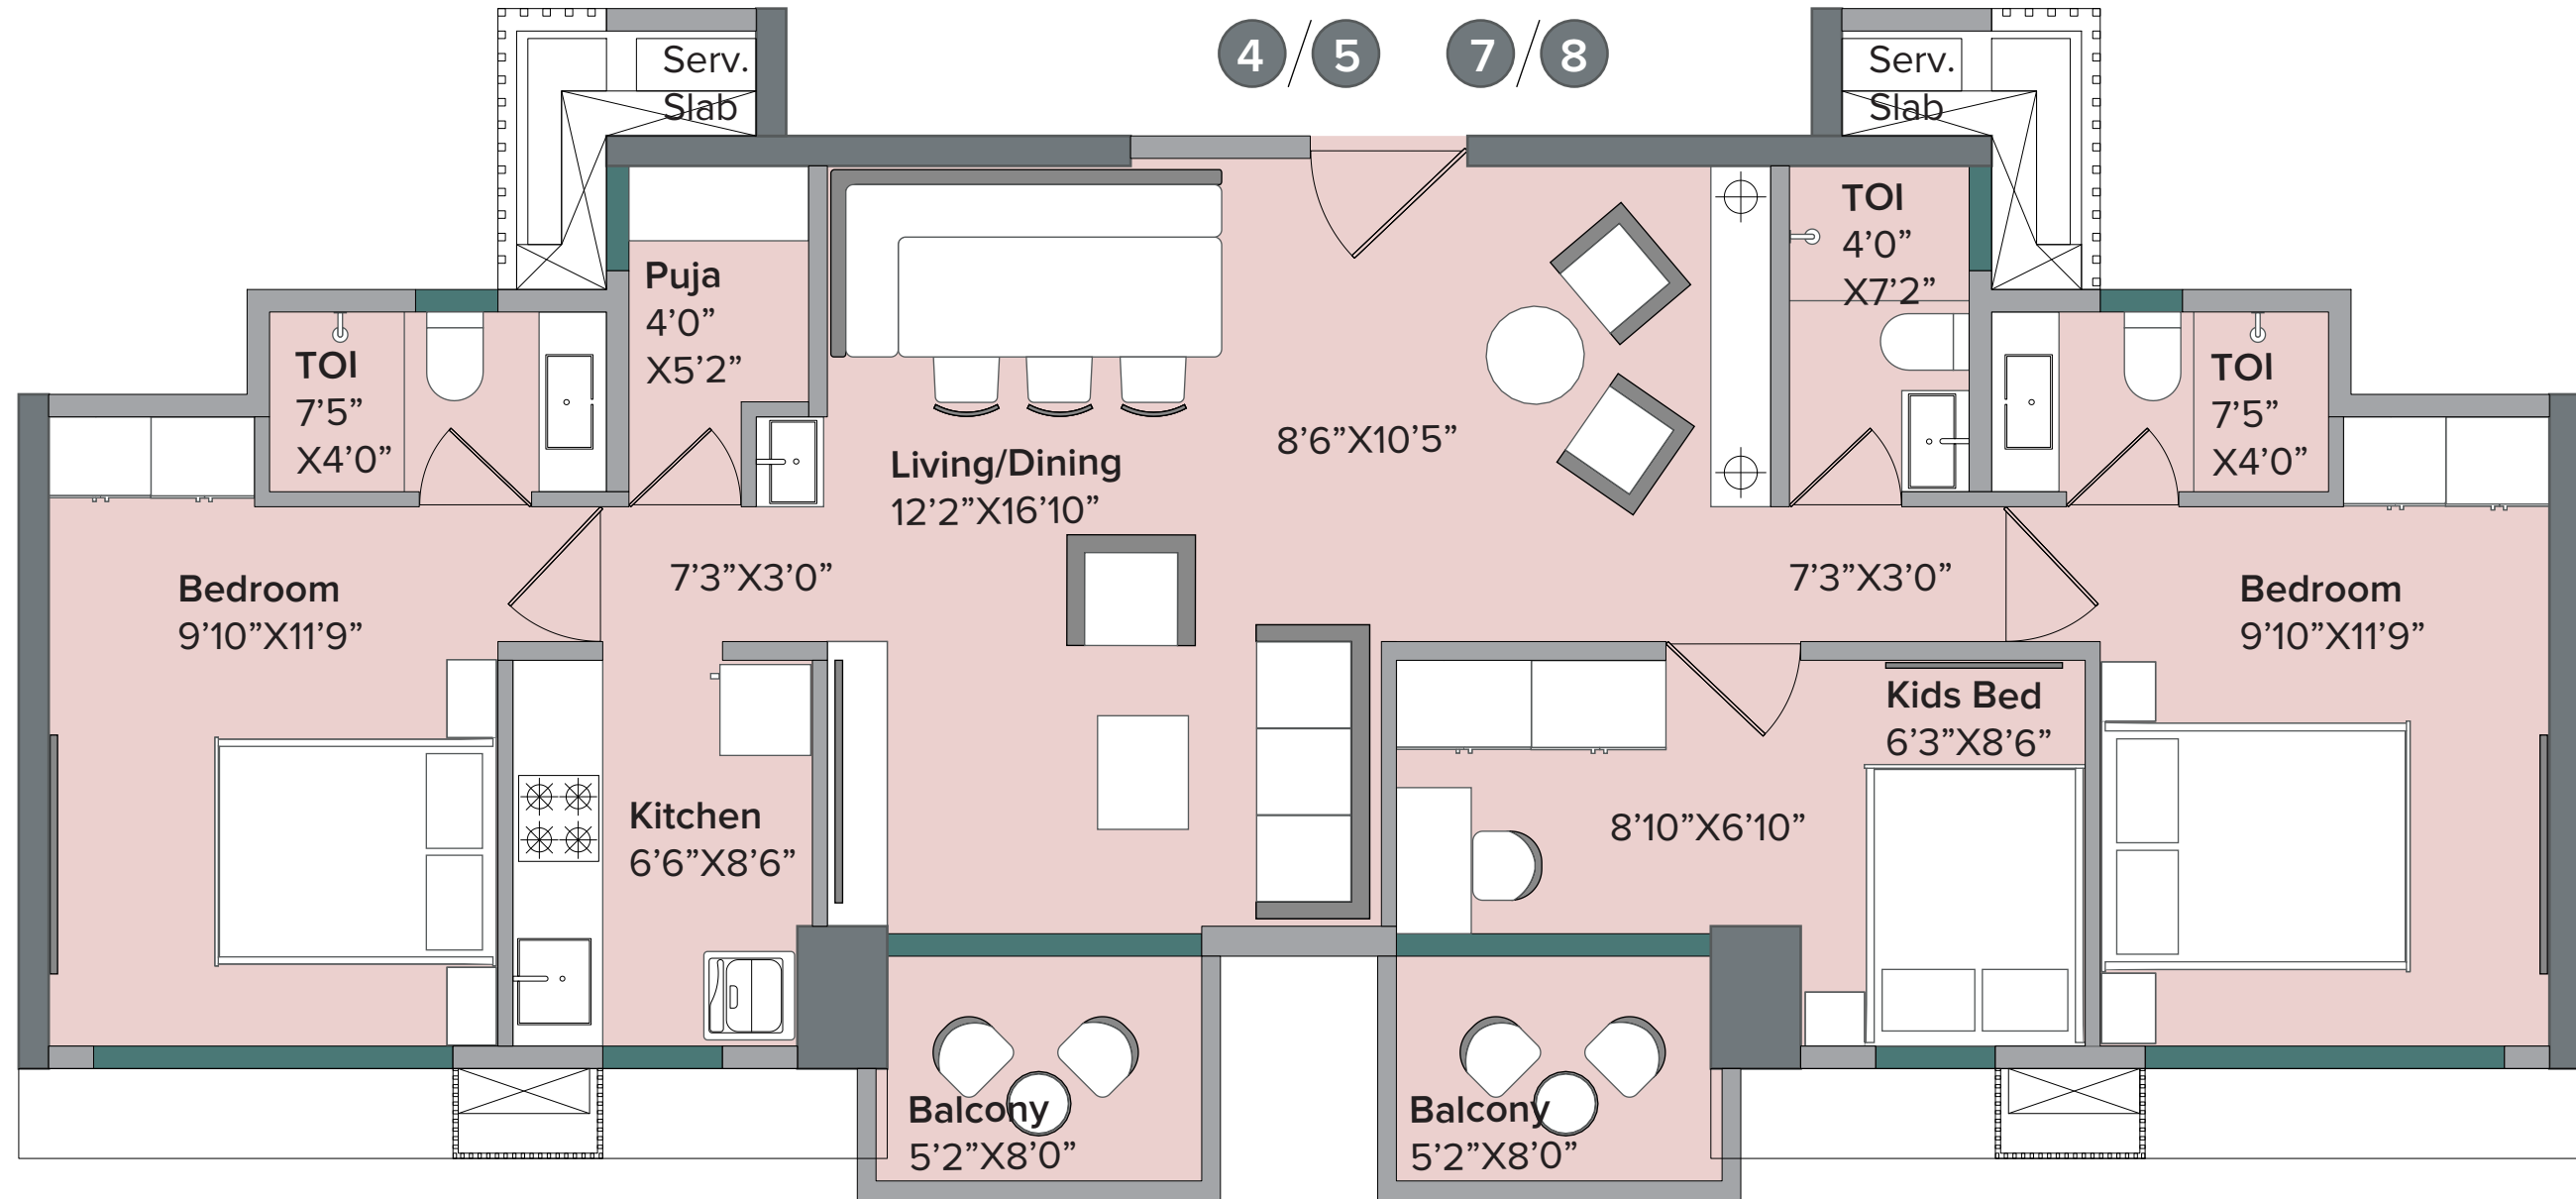 4 / 5 7 / 8
Serv.
Slab
Serv.
Slab
TOI
7’5”
X4’0”
Puja
4’0”
X5’2”
Living/Dining
12’2”X16’10”
8’6”X10’5”
TOI
4’0”
X7’2”
TOI
7’5”
X4’0”
Bedroom
9’10”X11’9”
7’3”X3’0”
7’3”X3’0”
Bedroom
9’10”X11’9”
Kitchen
6’6”X8’6”
Kids Bed
6’3”X8’6”
8’10”X6’10”
Balcony
5’2”X8’0”
Balcony
5’2”X8’0”